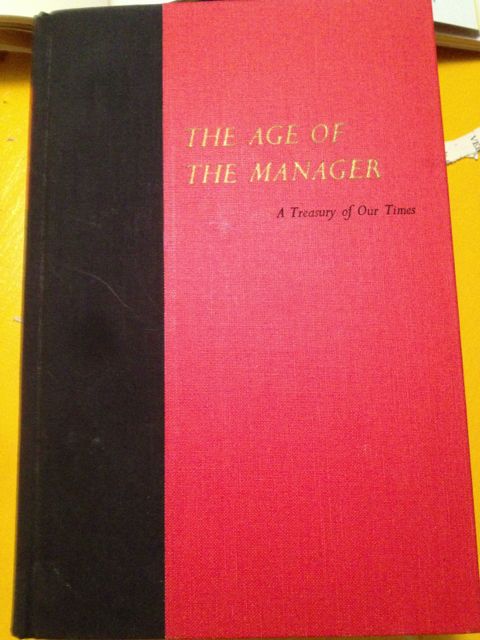 THE AGE OF
THE MANAGER
A Treasury of Our Times